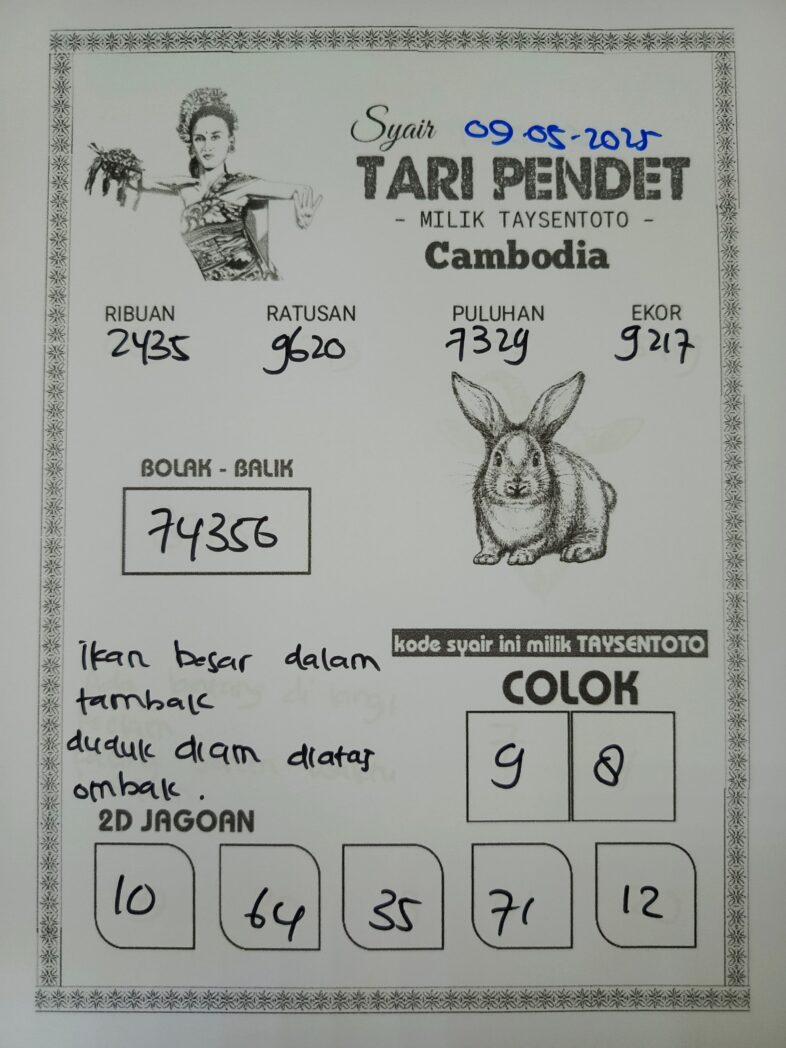 Syair 09-05-2025
TARI PENDET
- MILIK TAYSENTOTO -
Cambodia
RIBUAN RATUSAN PULUHAN EKOR
2435 9620 7329 9217
BOLAK - BALIK
74356
ikan besar dalam
tambak
duduk diam diatas
ombak.
kode syair ini milik TAYSENTOTO
COLOK
9 8
2D JAGOAN
10 64 35 71 12